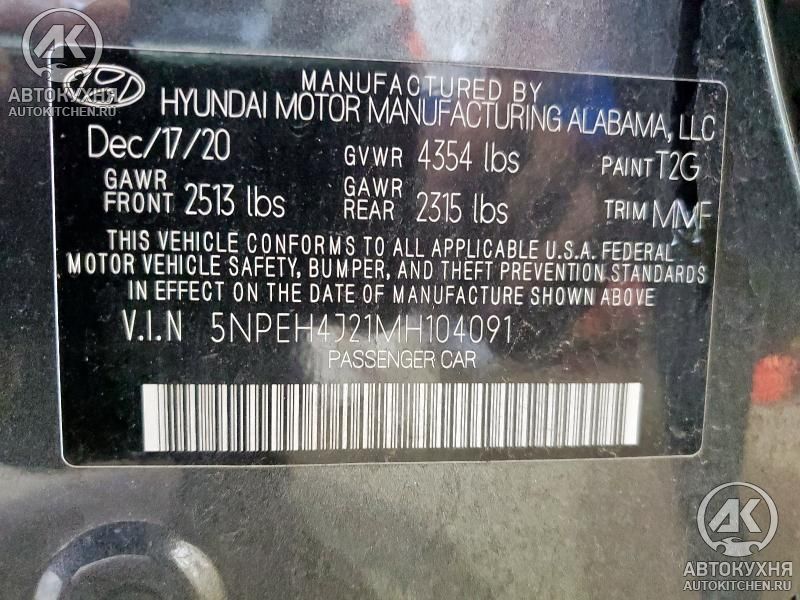 AK
АВТОКУХНЯ
AUTOKITCHEN.RU
MANUFACTURED BY
HYUNDAI MOTOR MANUFACTURING ALABAMA, LLC
Dec/17/20 GVWR 4354 lbs PAINT T2G
GAWR FRONT 2513 lbs GAWR REAR 2315 lbs TRIM MMF
THIS VEHICLE CONFORMS TO ALL APPLICABLE U.S.A. FEDERAL
MOTOR VEHICLE SAFETY, BUMPER, AND THEFT PREVENTION STANDARDS
IN EFFECT ON THE DATE OF MANUFACTURE SHOWN ABOVE
V.I.N 5NPEH4J21MH104091
PASSENGER CAR
AK
АВТОКУХНЯ
AUTOKITCHEN.RU